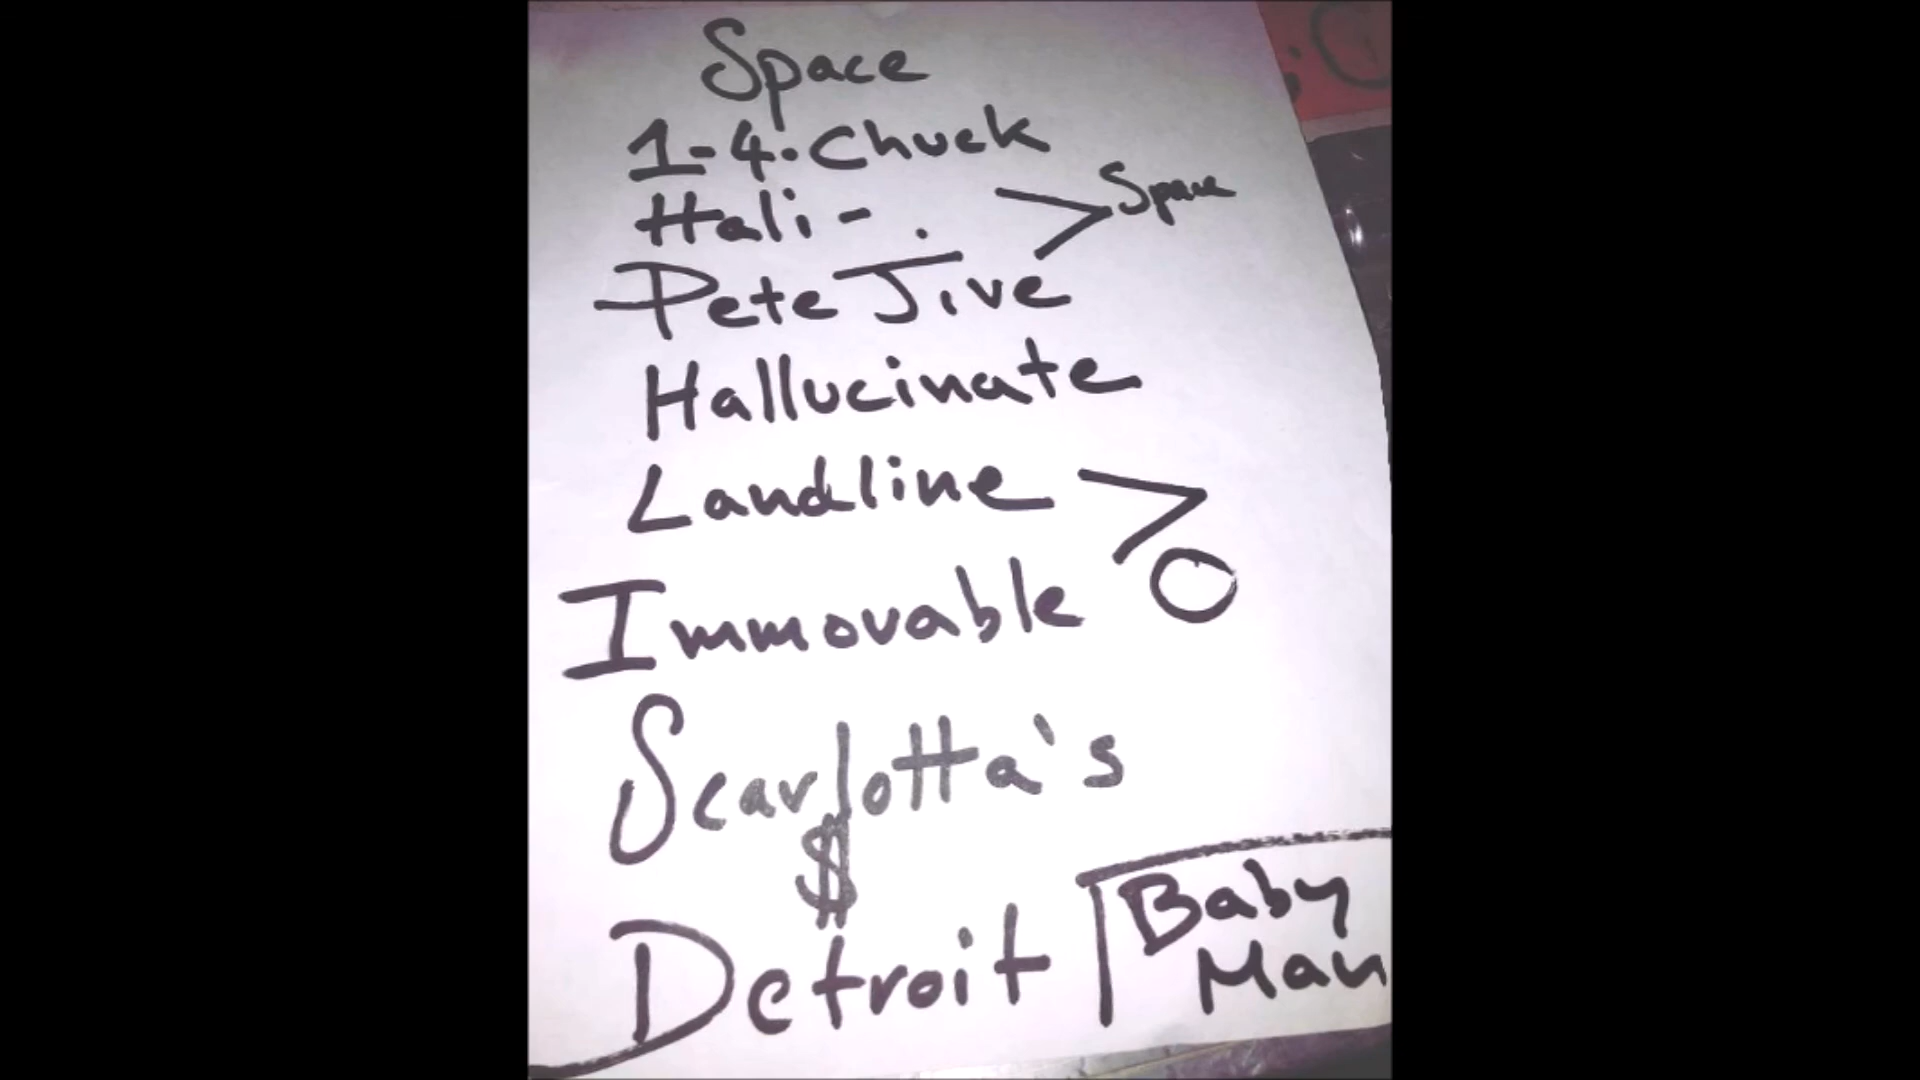 Space
1-4. Chuck
Hali - .
> Space
Pete Jive
Hallucinate
Landline >
O
Immovable
Scarlotta's
$
Detroit
Baby
Man